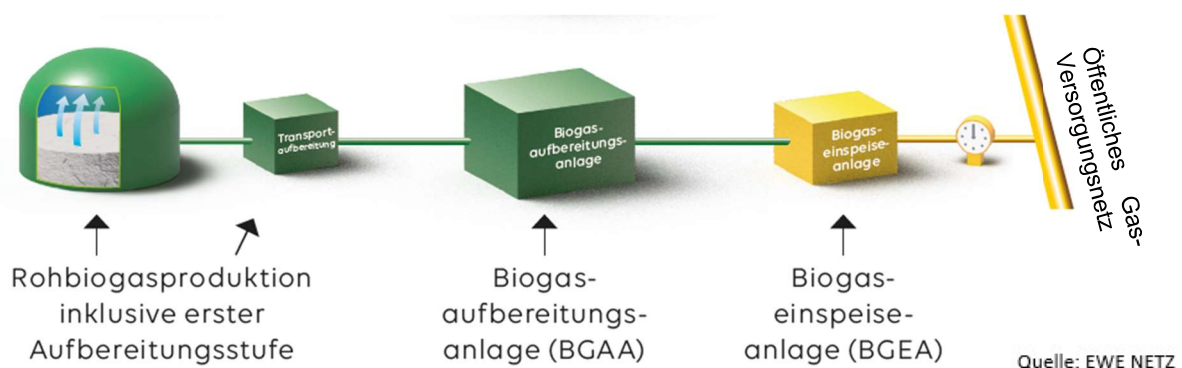 Transport-
aufbereitung
Biogas-
aufbereitungs-
anlage
Biogas-
einspeise-
anlage
Öffentliches Gas-
Versorgungsnetz
Rohbiogasproduktion
inklusive erster
Aufbereitungsstufe
Biogas-
aufbereitungs-
anlage (BGAA)
Biogas-
einspeise-
anlage (BGEA)
Quelle: EWE NETZ